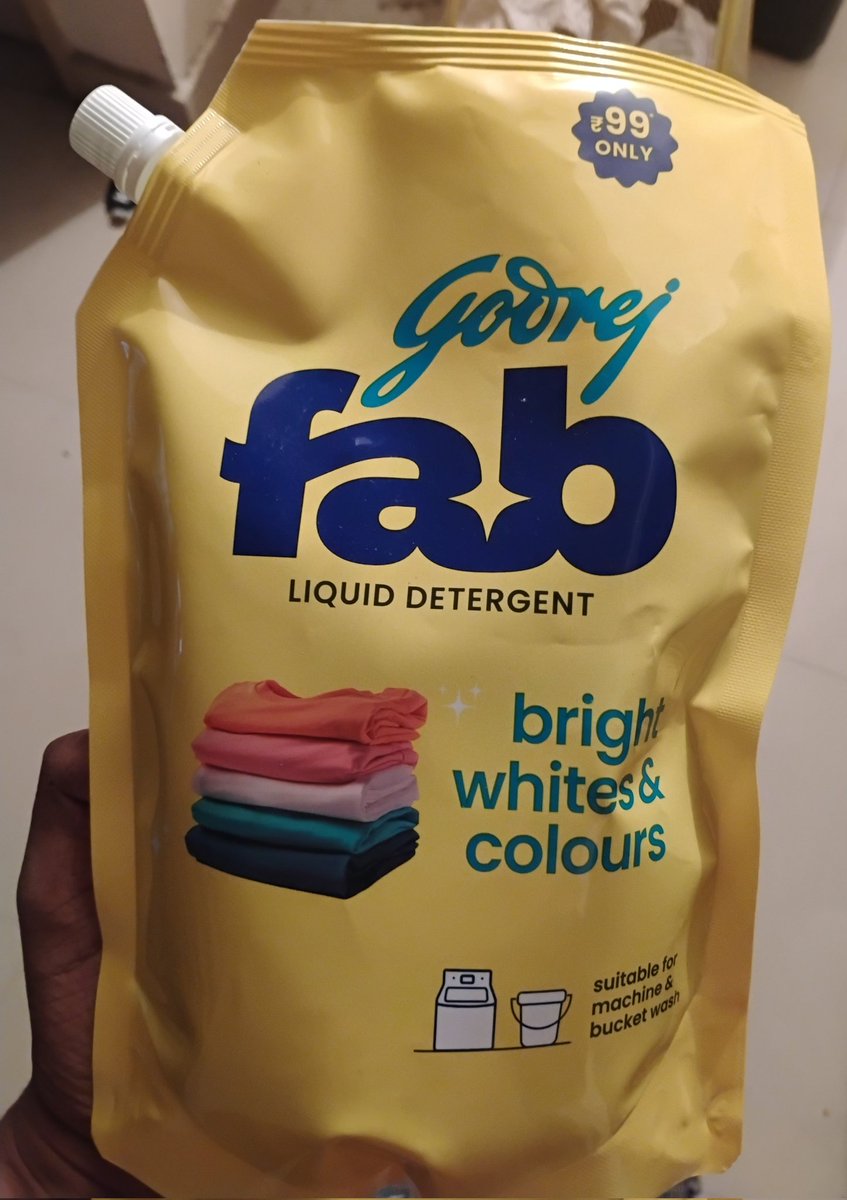 ₹99*
ONLY
Godrej
fab
LIQUID DETERGENT
bright
whites &
colours
suitable for
machine &
bucket wash